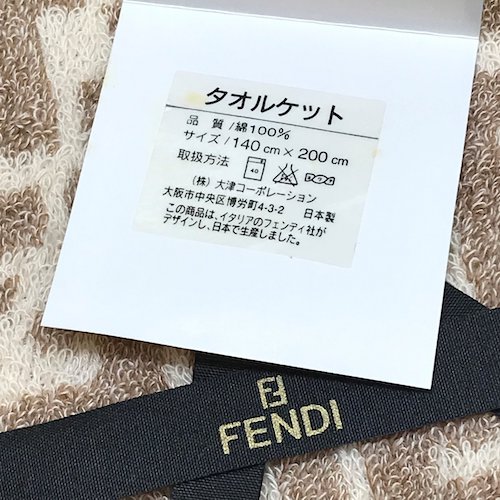 タオルケット
品質/綿100%
サイズ/140cm×200cm
取扱方法 40
(株)大津コーポレーション
大阪市中央区博労町4-3-2 日本製
この商品は、イタリアのフェンディ社が
デザインし、日本で生産しました。
FENDI